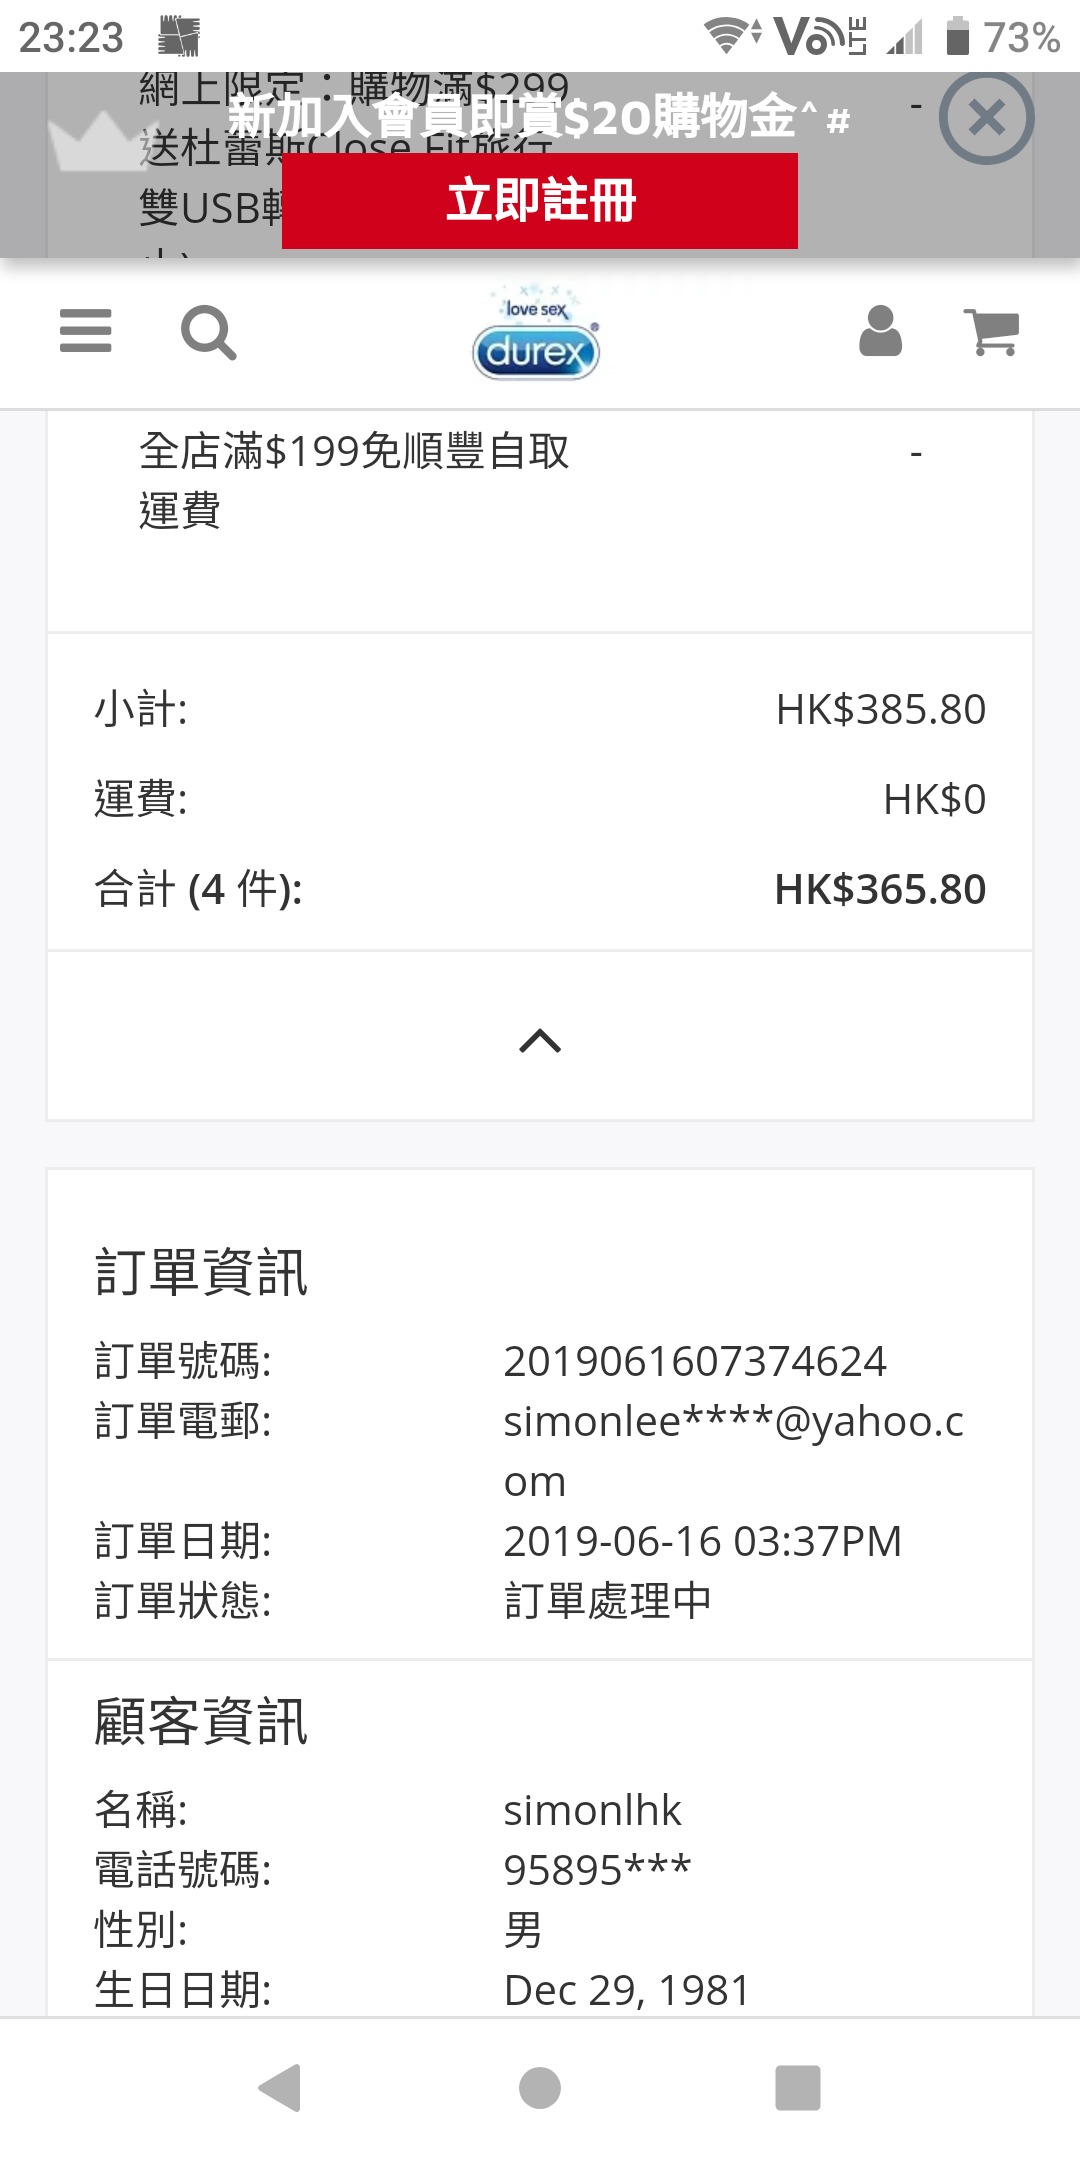 23:23
VoLTE
73%
網上限定：購物滿$299
-
新加入會員即賞$20購物金^ #
送杜蕾斯Close Fit旅行
雙USB轉
立即註冊
love sex
durex
全店滿$199免順豐自取
-
運費
小計:
HK$385.80
運費:
HK$0
合計 (4 件):
HK$365.80
訂單資訊
訂單號碼:
2019061607374624
訂單電郵:
simonlee****@yahoo.c
om
訂單日期:
2019-06-16 03:37PM
訂單狀態:
訂單處理中
顧客資訊
名稱:
simonlhk
電話號碼:
95895***
性別:
男
生日日期:
Dec 29, 1981